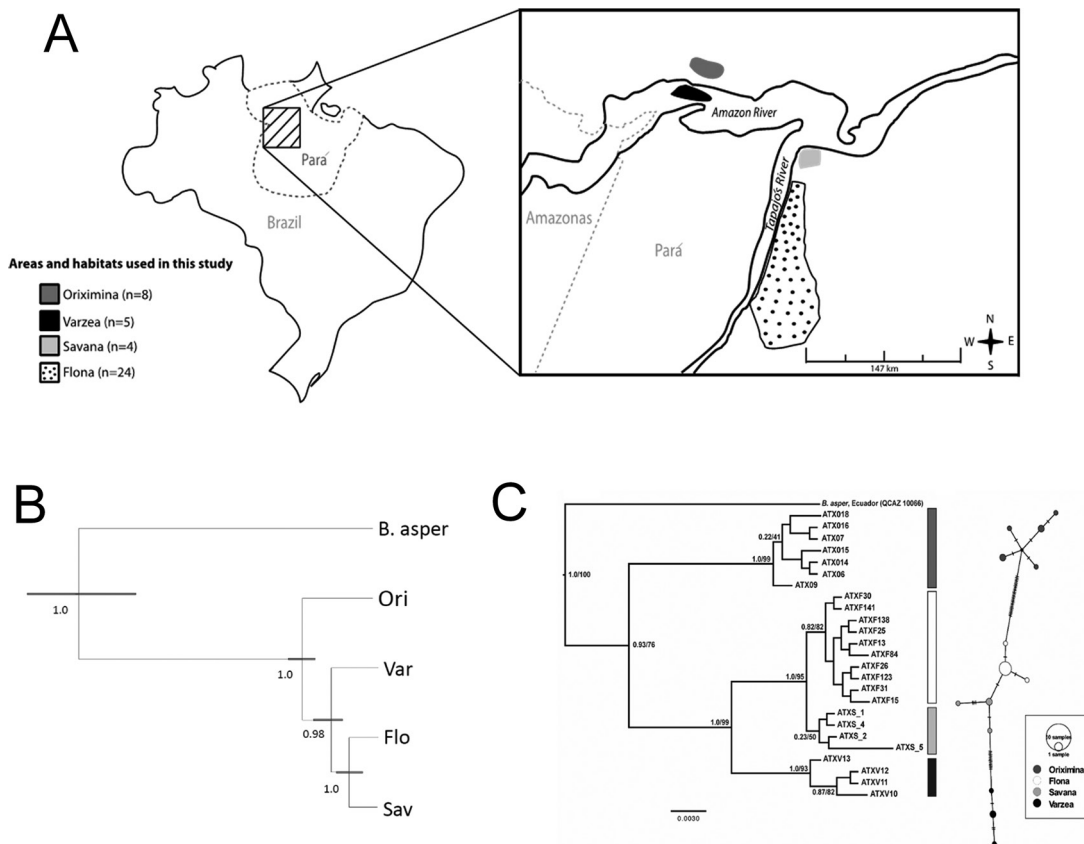 A
Pará
Brazil
Areas and habitats used in this study
Oriximina (n=8)
Varzea (n=5)
Savana (n=4)
Flona (n=24)
Amazon River
Tapajo's River
Amazonas
Pará
N
W E
S
147 km
B
B. asper
Ori
Var
Flo
Sav
1.0
1.0
0.98
1.0
C
B. asper, Ecuador (QCAZ 10066)
ATX018
ATX016
ATX07
ATX015
ATX014
ATX06
ATX09
ATXF30
ATXF141
ATXF138
ATXF25
ATXF13
ATXF84
ATXF26
ATXF123
ATXF31
ATXF15
ATXS_1
ATXS_4
ATXS_2
ATXS_5
ATXV13
ATXV12
ATXV11
ATXV10
0.22/41
1.0/99
1.0/100
0.93/76
0.82/82
1.0/95
1.0/99
0.23/50
1.0/93
0.87/82
0.0030
10 samples
1 sample
Oriximina
Flona
Savana
Varzea